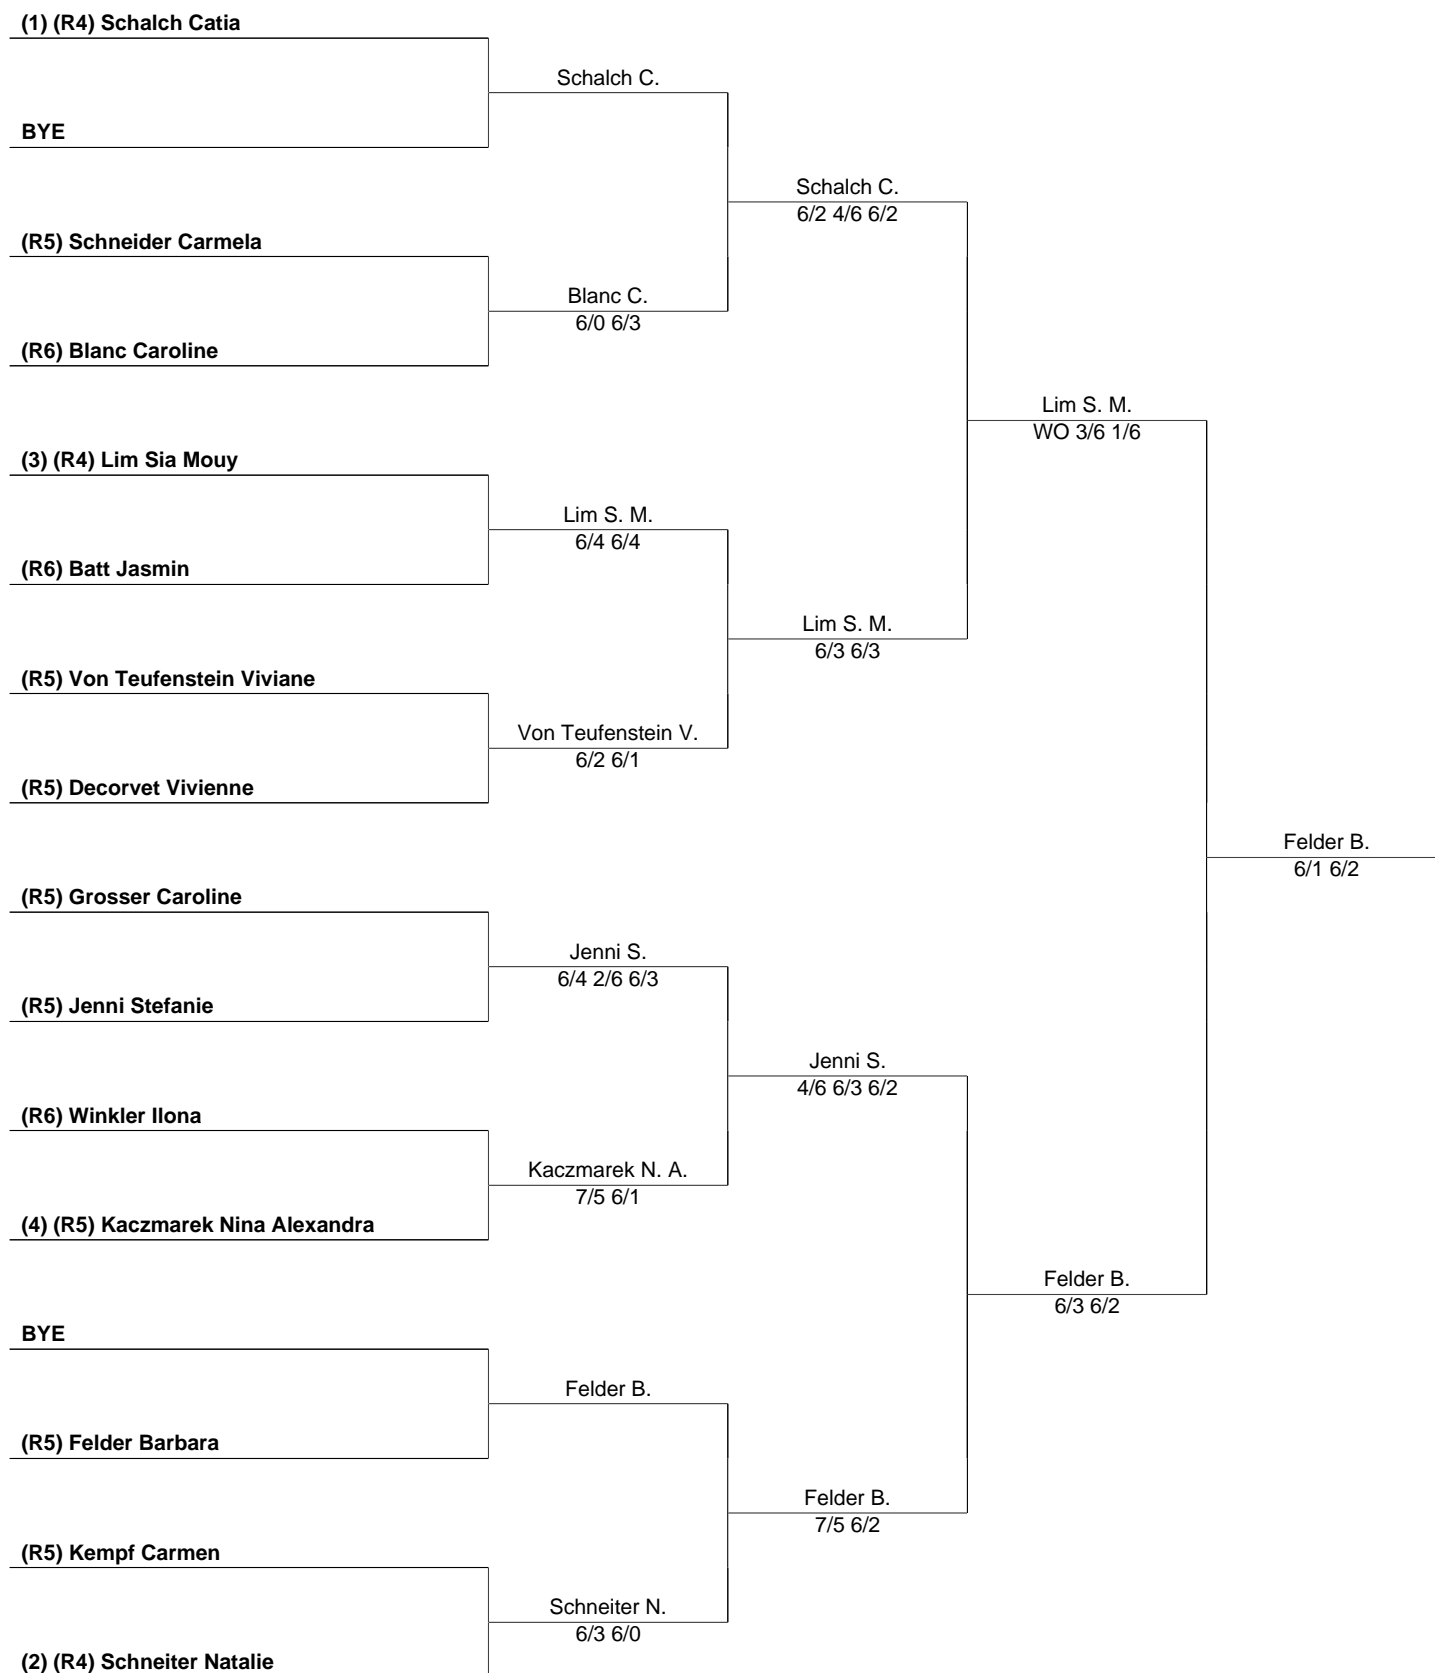 (1) (R4) Schalch Catia
Schalch C.
BYE
Schalch C.
6/2 4/6 6/2
(R5) Schneider Carmela
Blanc C.
6/0 6/3
(R6) Blanc Caroline
Lim S. M.
WO 3/6 1/6
(3) (R4) Lim Sia Mouy
Lim S. M.
6/4 6/4
(R6) Batt Jasmin
Lim S. M.
6/3 6/3
(R5) Von Teufenstein Viviane
Von Teufenstein V.
6/2 6/1
(R5) Decorvet Vivienne
Felder B.
6/1 6/2
(R5) Grosser Caroline
Jenni S.
6/4 2/6 6/3
(R5) Jenni Stefanie
Jenni S.
4/6 6/3 6/2
(R6) Winkler Ilona
Kaczmarek N. A.
7/5 6/1
(4) (R5) Kaczmarek Nina Alexandra
Felder B.
6/3 6/2
BYE
Felder B.
(R5) Felder Barbara
Felder B.
7/5 6/2
(R5) Kempf Carmen
Schneiter N.
6/3 6/0
(2) (R4) Schneiter Natalie